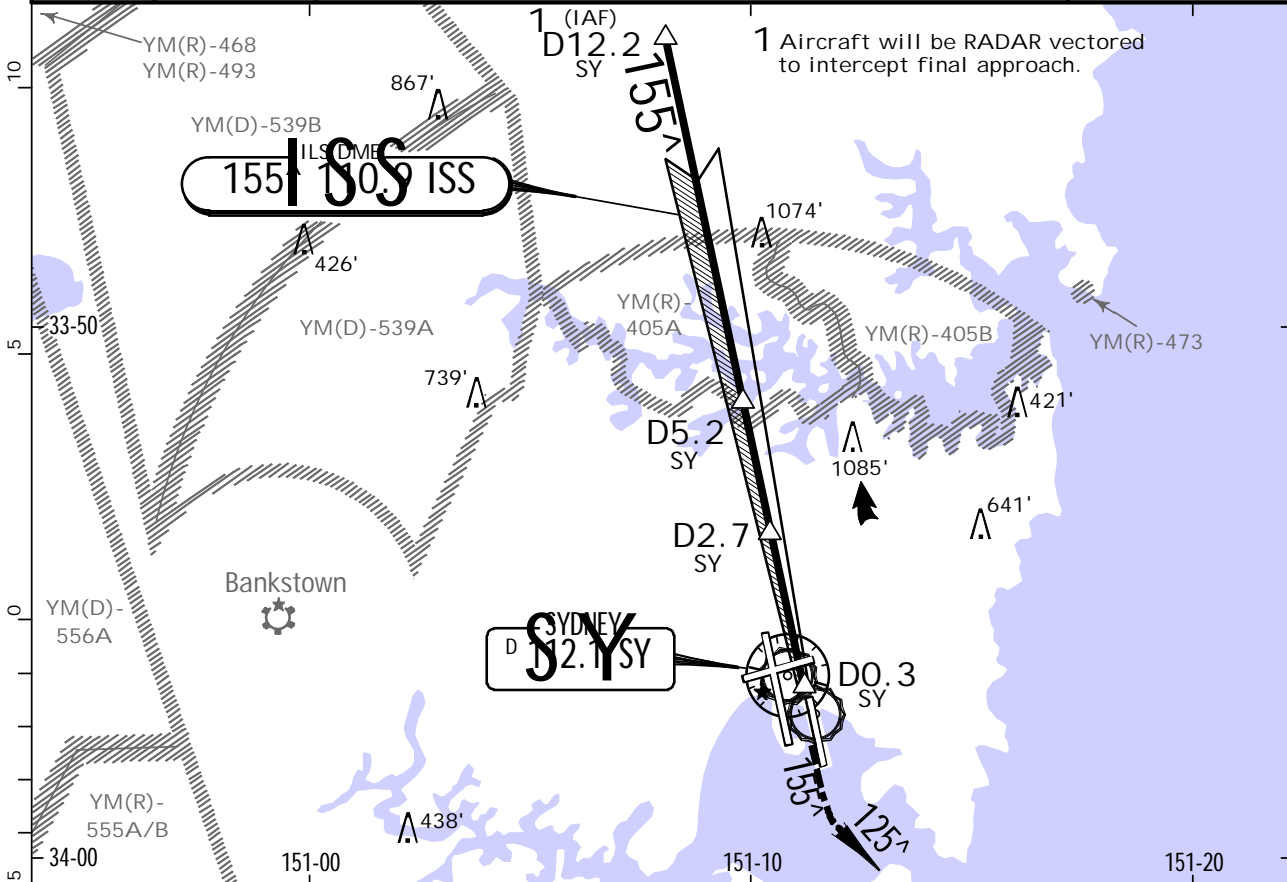 YM(R)-468
YM(R)-493
1 (IAF)
D12.2
SY
1 Aircraft will be RADAR vectored
to intercept final approach.
155^
10
867'
YM(D)-539B
ILS DME
155^ 110.9 ISS
ISS
1074'
426'
YM(R)-
405A
YM(D)-539A
YM(R)-405B
YM(R)-473
33-50
5
739'
421'
D5.2
SY
1085'
641'
D2.7
SY
Bankstown
YM(D)-
556A
0
SYDNEY
D 112.1 SY
SY
D0.3
SY
155^
125^
YM(R)-
555A/B
438'
34-00
151-00
151-10
151-20
5